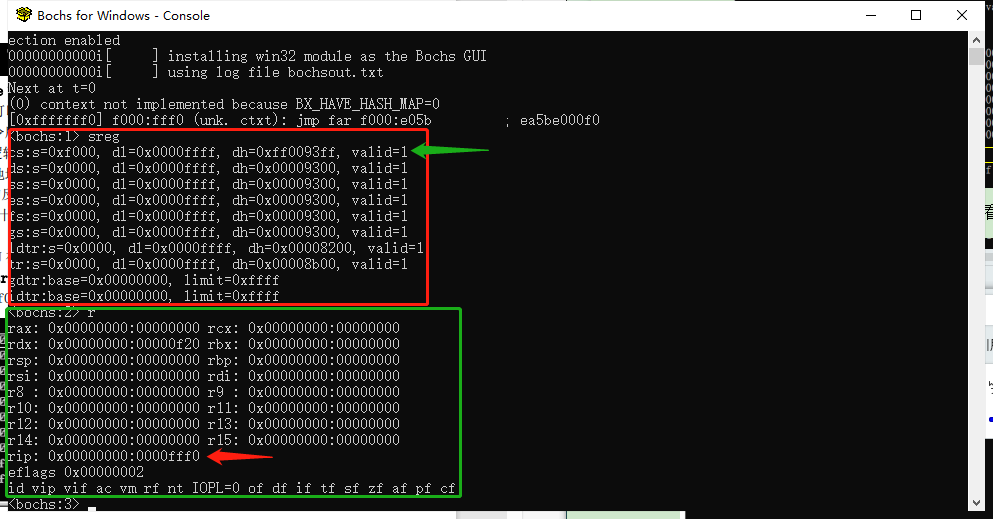 Bochs for Windows - Console
ection enabled
00000000000i[     ] installing win32 module as the Bochs GUI
00000000000i[     ] using log file bochsout.txt
Next at t=0
(0) context not implemented because BX_HAVE_HASH_MAP=0
[0xfffffff0] f000:fff0 (unk. ctxt): jmp far f000:e05b         ; ea5be000f0
<bochs:1> sreg
cs:s=0xf000, dl=0x0000ffff, dh=0xff0093ff, valid=1
ds:s=0x0000, dl=0x0000ffff, dh=0x00009300, valid=1
ss:s=0x0000, dl=0x0000ffff, dh=0x00009300, valid=1
es:s=0x0000, dl=0x0000ffff, dh=0x00009300, valid=1
fs:s=0x0000, dl=0x0000ffff, dh=0x00009300, valid=1
gs:s=0x0000, dl=0x0000ffff, dh=0x00009300, valid=1
ldtr:s=0x0000, dl=0x0000ffff, dh=0x00008200, valid=1
tr:s=0x0000, dl=0x0000ffff, dh=0x00008b00, valid=1
gdtr:base=0x00000000, limit=0xffff
idtr:base=0x00000000, limit=0xffff
<bochs:2> r
rax: 0x00000000:00000000 rcx: 0x00000000:00000000
rdx: 0x00000000:00000f20 rbx: 0x00000000:00000000
rsp: 0x00000000:00000000 rbp: 0x00000000:00000000
rsi: 0x00000000:00000000 rdi: 0x00000000:00000000
r8 : 0x00000000:00000000 r9 : 0x00000000:00000000
r10: 0x00000000:00000000 r11: 0x00000000:00000000
r12: 0x00000000:00000000 r13: 0x00000000:00000000
r14: 0x00000000:00000000 r15: 0x00000000:00000000
rip: 0x00000000:0000fff0
eflags 0x00000002
id vip vif ac vm rf nt IOPL=0 of df if tf sf zf af pf cf
<bochs:3>